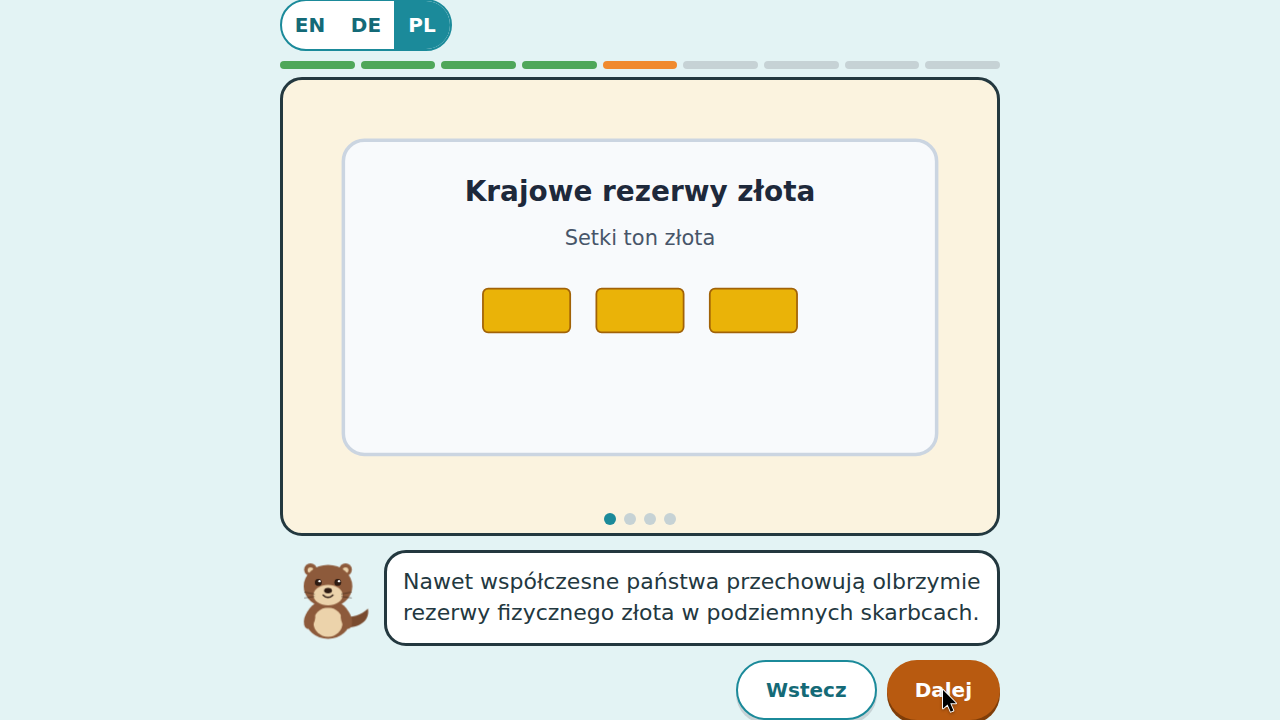 EN DE PL
Krajowe rezerwy złota
Setki ton złota
Nawet współczesne państwa przechowują olbrzymie
rezerwy fizycznego złota w podziemnych skarbcach.
Wstecz Dalej